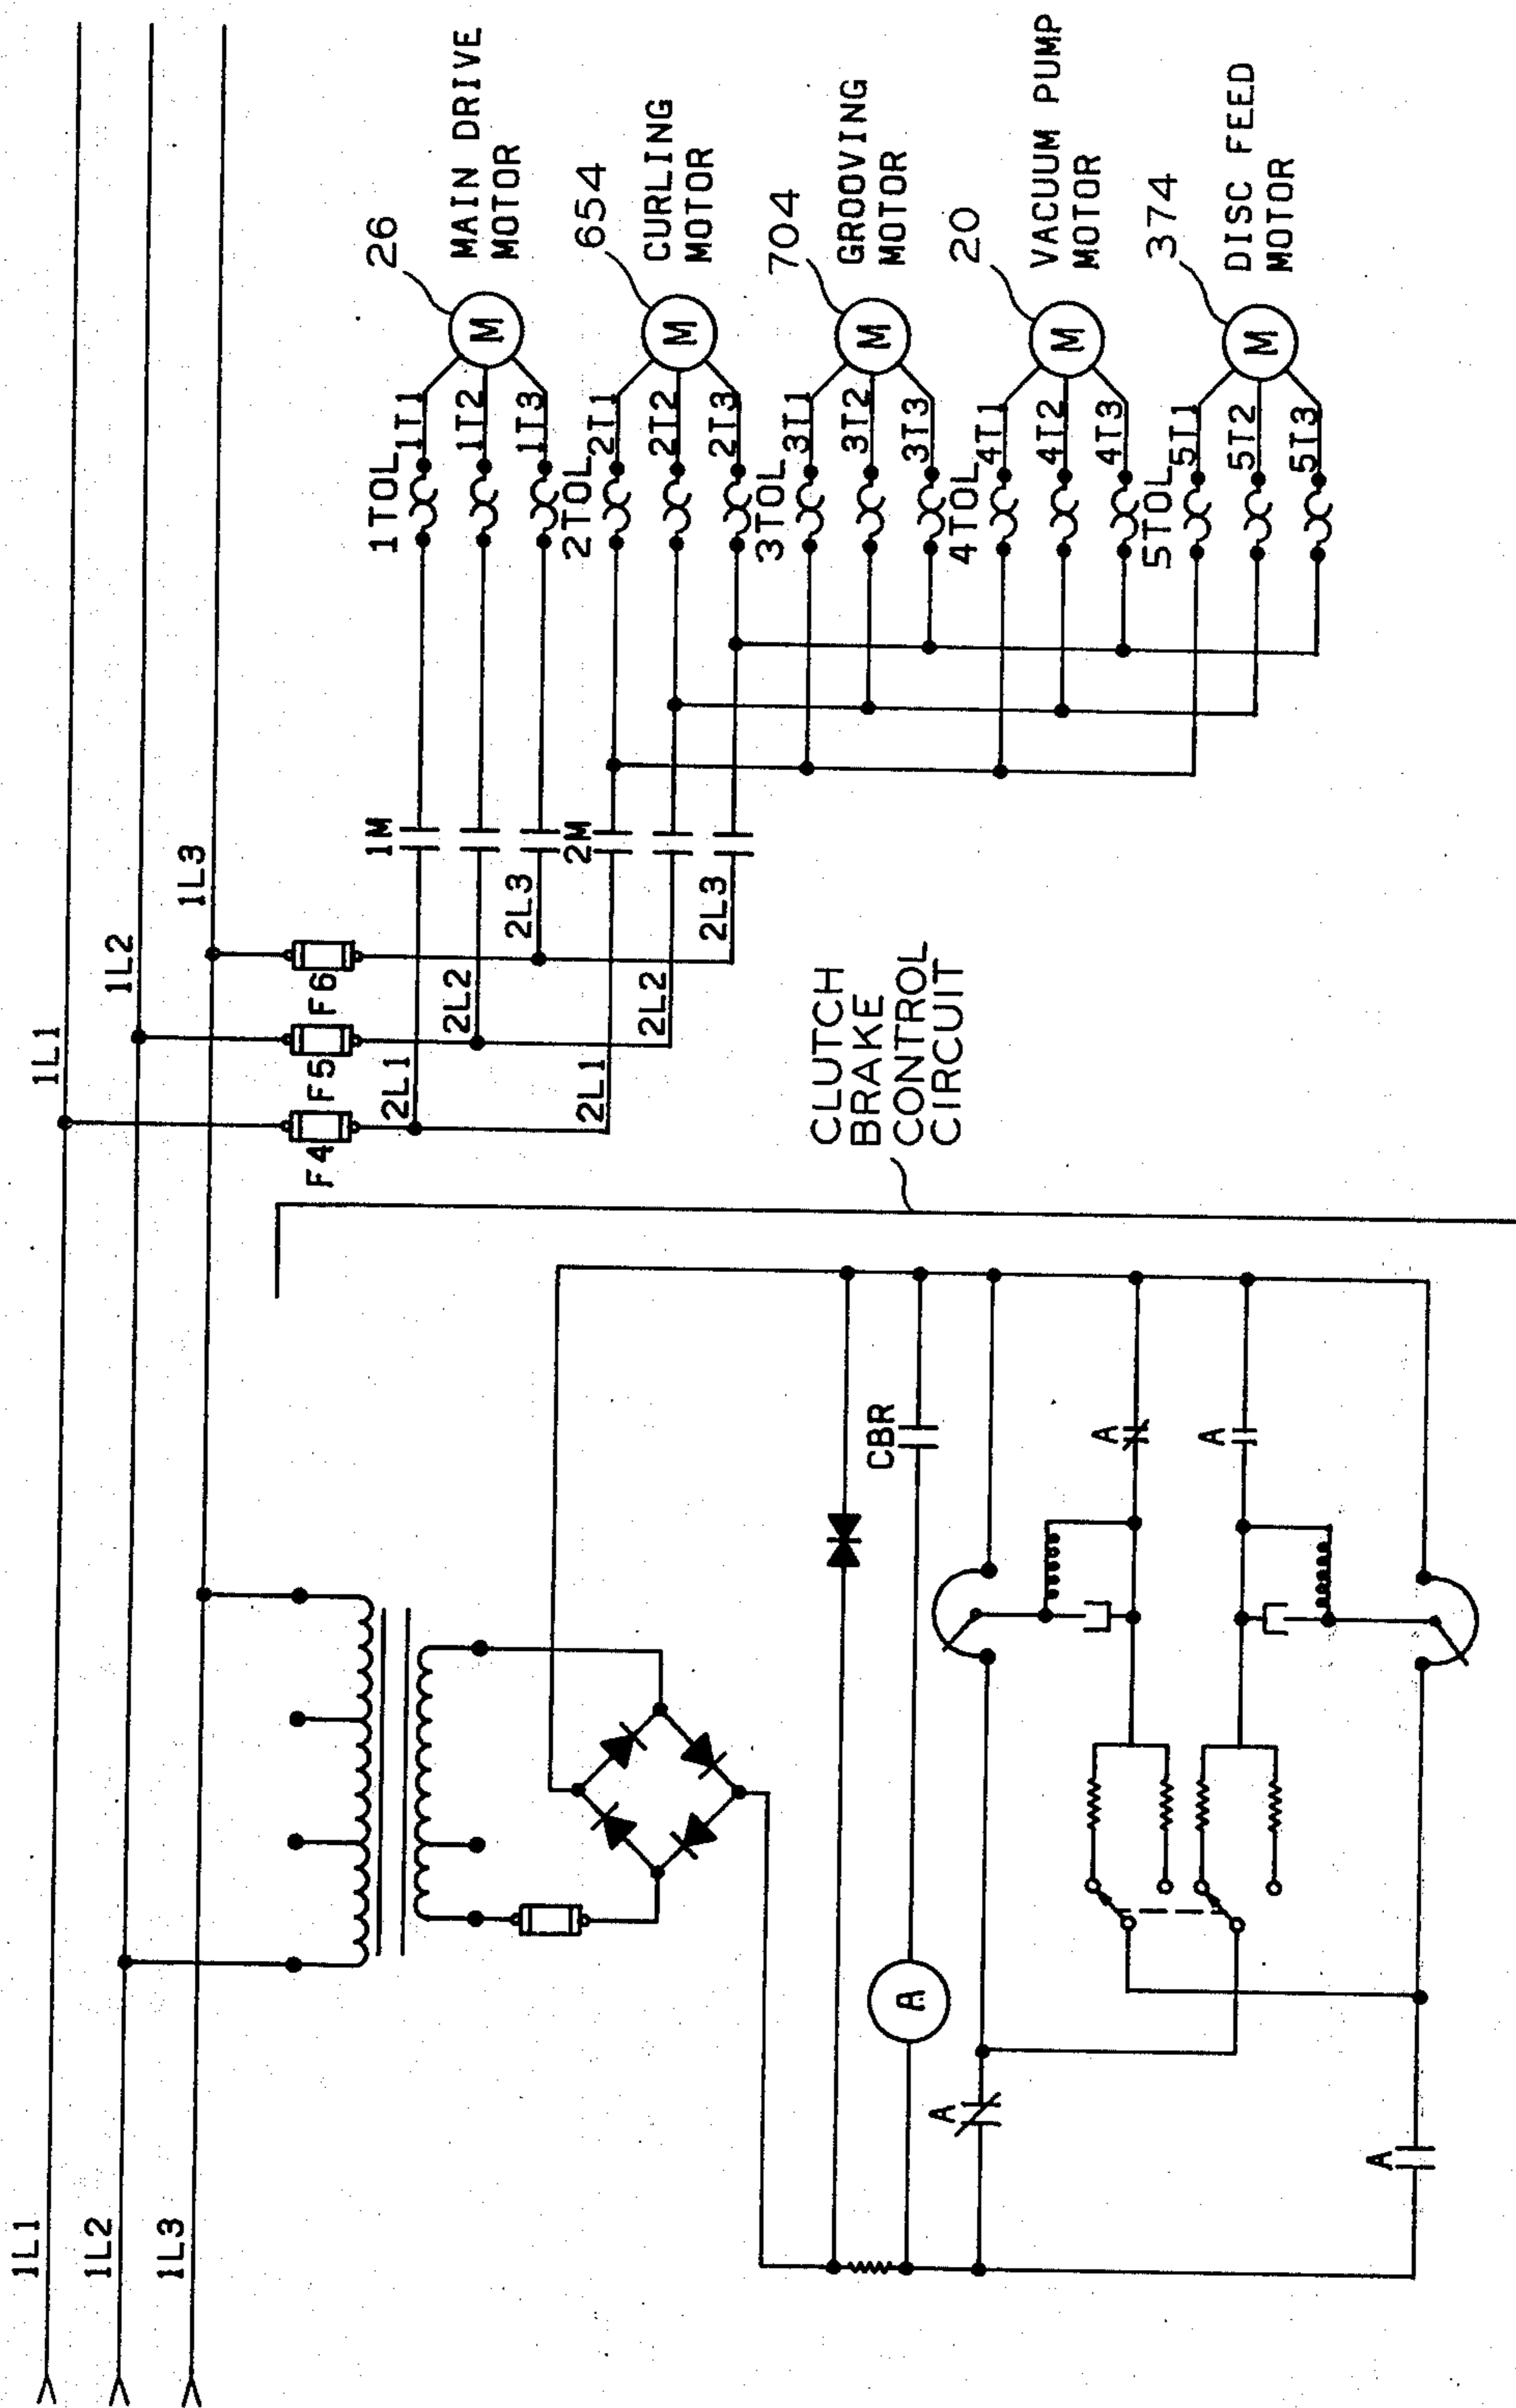 1L1
1L2
1L3
1L1
1L2
1L3
F4
F5
F6
2L1
2L2
2L3
2L1
2L2
2L3
1M
2M
1TOL
1T1
1T2
1T3
26
MAIN DRIVE
MOTOR
2TOL
2T1
2T2
2T3
M
654
CURLING
MOTOR
M
3TOL
3T1
3T2
3T3
704
GROOVING
MOTOR
M
4TOL
4T1
4T2
4T3
20
VACUUM PUMP
MOTOR
M
5TOL
5T1
5T2
5T3
374
DISC FEED
MOTOR
M
CLUTCH
BRAKE
CONTROL
CIRCUIT
CBR
A
A
A
A
A